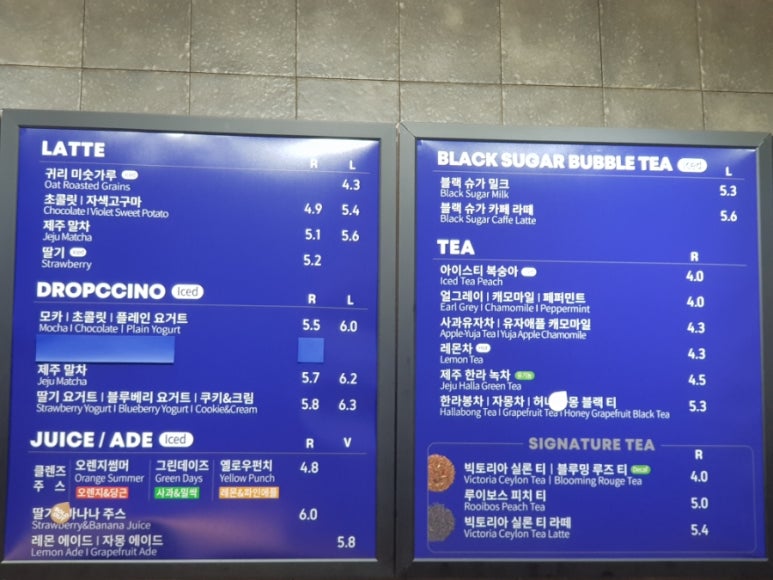 LATTE
R L
귀리 미숫가루
Oat Roasted Grains 4.3
초콜릿 | 자색고구마
Chocolate | Violet Sweet Potato 4.9 5.4
제주 말차
Jeju Matcha 5.1 5.6
딸기
Strawberry 5.2
DROPCCINO Iced
R L
모카 | 초콜릿 | 플레인 요거트
Mocha | Chocolate | Plain Yogurt 5.5 6.0
제주 말차
Jeju Matcha 5.7 6.2
딸기 요거트 | 블루베리 요거트 | 쿠키&크림
Strawberry Yogurt | Blueberry Yogurt | Cookie&Cream 5.8 6.3
JUICE / ADE Iced
R V
클렌즈 주스
오렌지썸머 그린데이즈 옐로우펀치 4.8
Orange Summer Green Days Yellow Punch
오렌지&당근 사과&밀싹 레몬&파인애플
바나나 주스 6.0
Strawberry&Banana Juice
레몬 에이드 | 자몽 에이드
Lemon Ade | Grapefruit Ade 5.8
BLACK SUGAR BUBBLE TEA
L
블랙 슈가 밀크
Black Sugar Milk 5.3
블랙 슈가 카페 라떼
Black Sugar Caffe Latte 5.6
TEA
R
아이스티 복숭아
Iced Tea Peach 4.0
얼그레이 | 캐모마일 | 페퍼민트
Earl Grey | Chamomile | Peppermint 4.0
사과유자차 | 유자애플 캐모마일
Apple-Yuja Tea | Yuja Apple Chamomile 4.3
레몬차
Lemon Tea 4.3
제주 한라 녹차 유기농
Jeju Halla Green Tea 4.5
한라봉차 | 자몽차 | 블랙 티
Hallabong Tea | Grapefruit Tea | Honey Grapefruit Black Tea 5.3
SIGNATURE TEA
R
빅토리아 실론 티 | 블루밍 루즈 티 Decaf
Victoria Ceylon Tea | Blooming Rouge Tea 4.0
루이보스 피치 티
Rooibos Peach Tea 5.0
빅토리아 실론 티 라떼
Victoria Ceylon Tea Latte 5.4